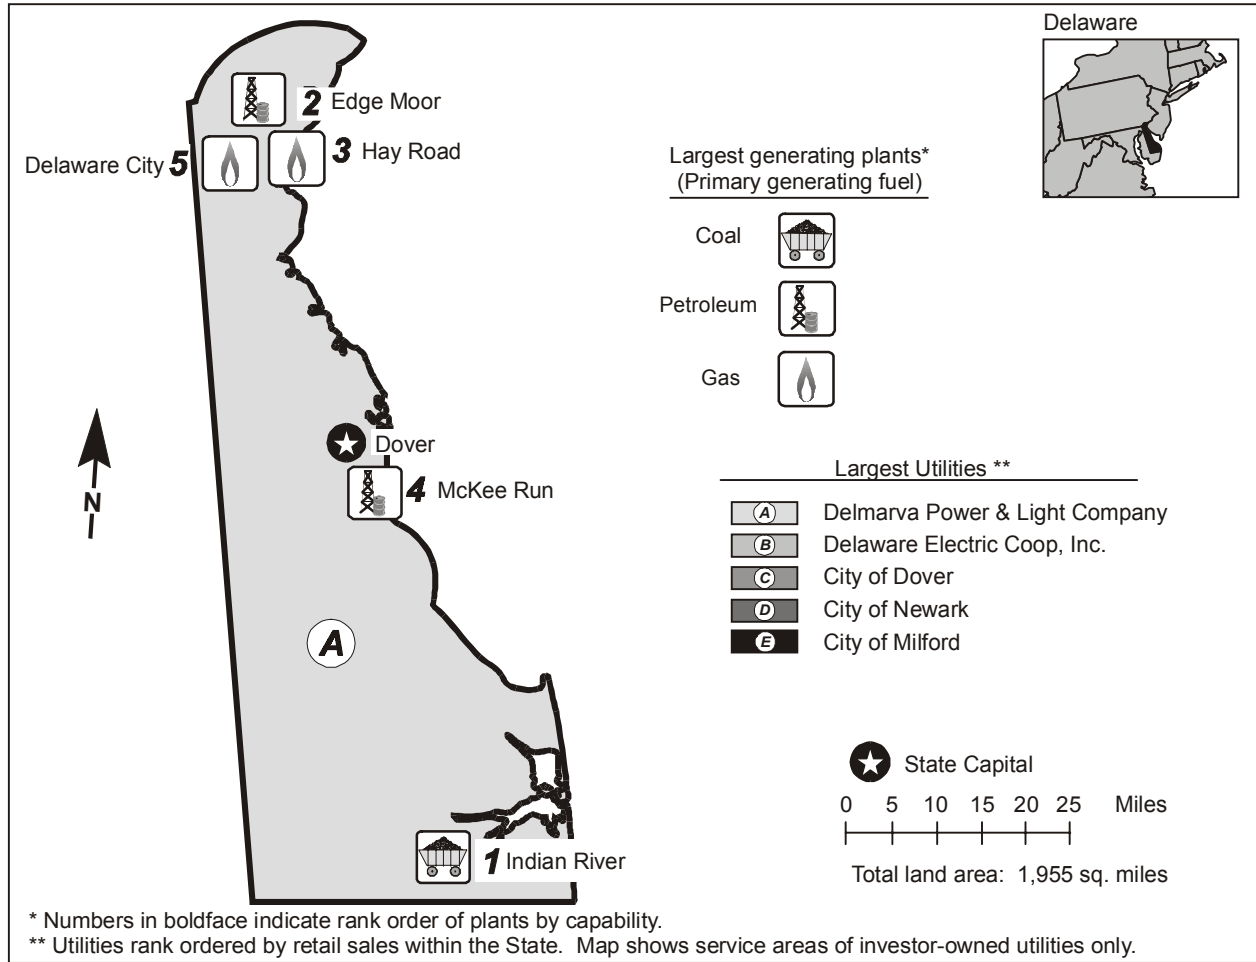 Delaware
2 Edge Moor
3 Hay Road
Delaware City 5
Largest generating plants*
(Primary generating fuel)
Coal
Petroleum
Gas
Dover
4 McKee Run
N
A
1 Indian River
Largest Utilities **
A Delmarva Power & Light Company
B Delaware Electric Coop, Inc.
C City of Dover
D City of Newark
E City of Milford
State Capital
0 5 10 15 20 25 Miles
Total land area: 1,955 sq. miles
* Numbers in boldface indicate rank order of plants by capability.
** Utilities rank ordered by retail sales within the State. Map shows service areas of investor-owned utilities only.